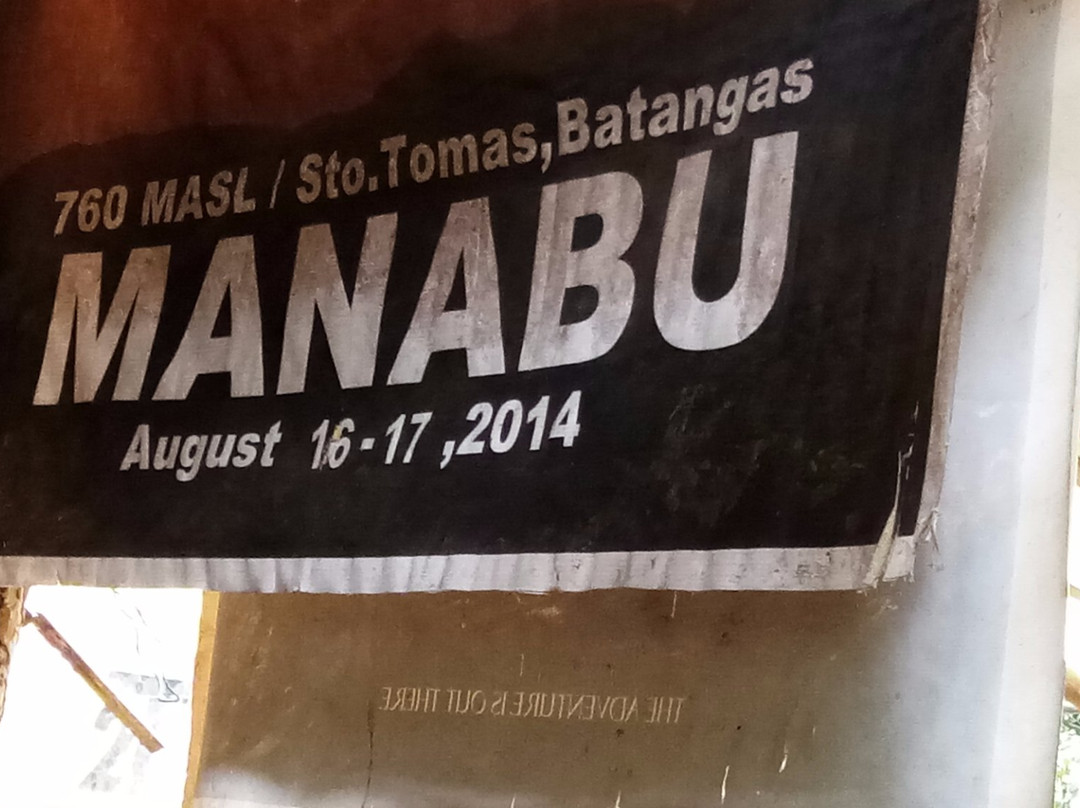 760 MASL / Sto.Tomas,Batangas
MANABU
August 16-17 ,2014
THE ADVENTURE IS OUT THERE